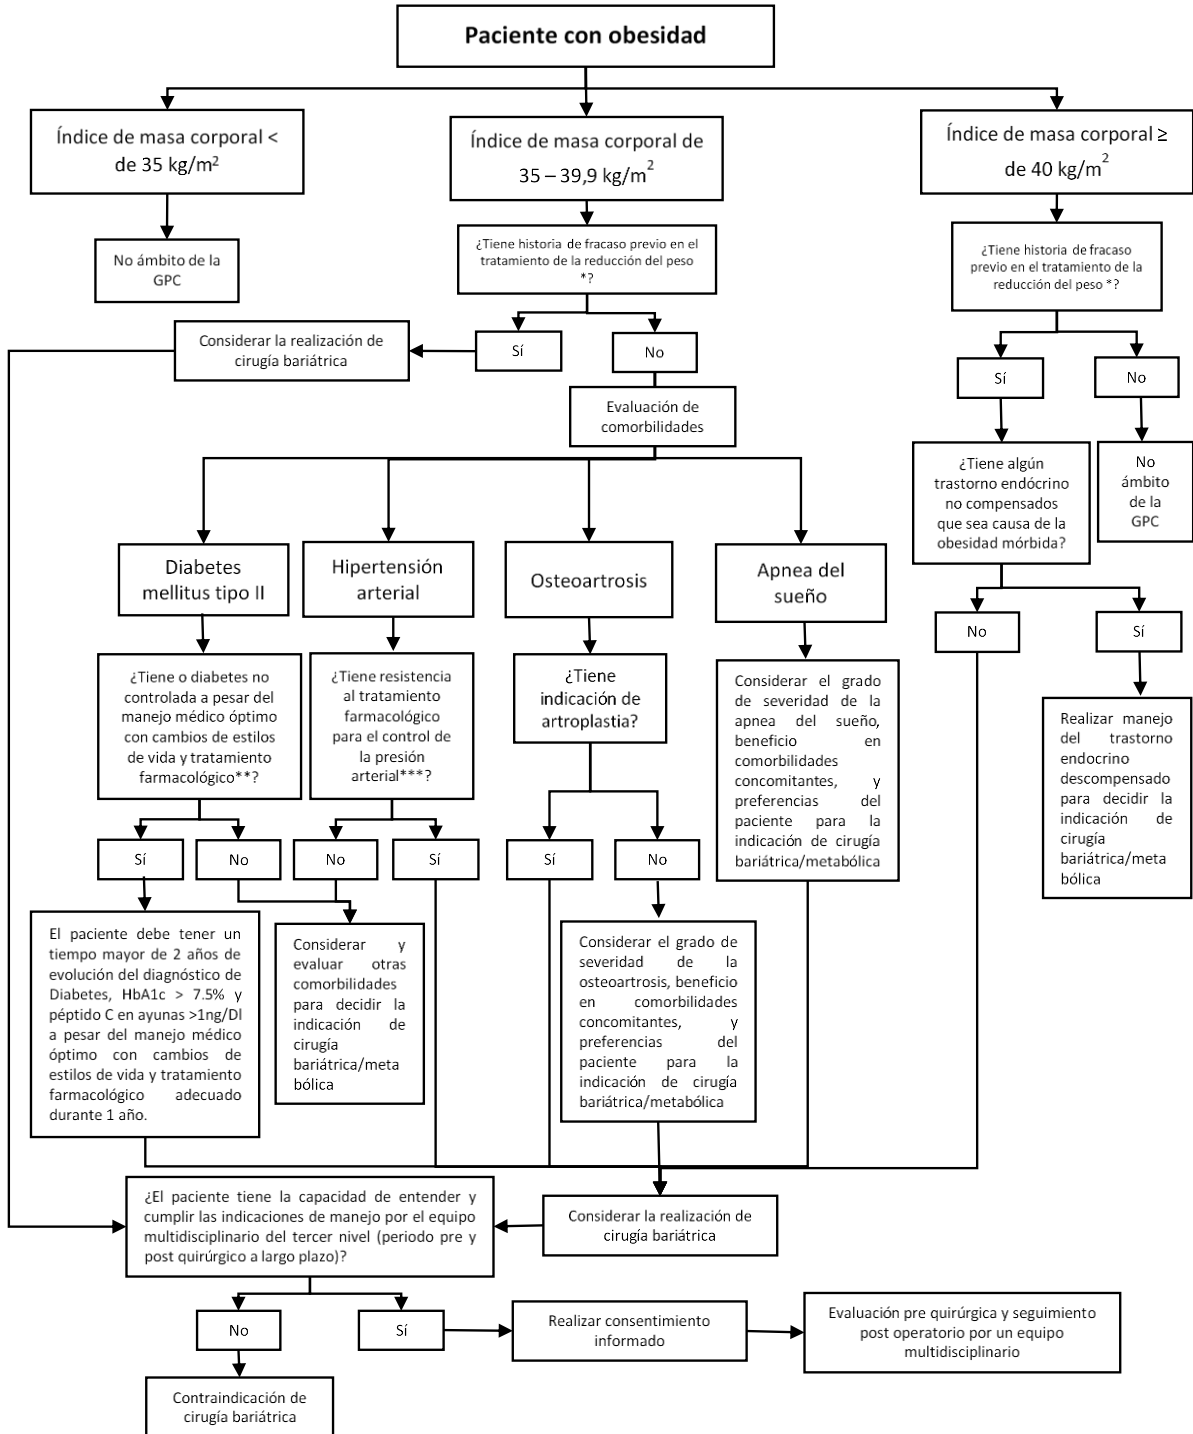 Paciente con obesidad
Índice de masa corporal <
de 35 kg/m²
Índice de masa corporal de
35 – 39,9 kg/m²
Índice de masa corporal ≥
de 40 kg/m²
No ámbito de la
GPC
¿Tiene historia de fracaso previo en el
tratamiento de la reducción del peso
*?
¿Tiene historia de fracaso
previo en el tratamiento de la
reducción del peso *?
Considerar la realización de
cirugía bariátrica
Sí
No
Sí
No
Evaluación de
comorbilidades
¿Tiene algún
trastorno endócrino
no compensados
que sea causa de la
obesidad mórbida?
No
ámbito
de la
GPC
Diabetes
mellitus tipo II
Hipertensión
arterial
Osteoartrosis
Apnea del
sueño
No
Sí
¿Tiene o diabetes no
controlada a pesar del
manejo médico óptimo
con cambios de estilos
de vida y tratamiento
farmacológico**?
¿Tiene resistencia
al tratamiento
farmacológico
para el control de
la presión
arterial***?
¿Tiene
indicación de
artroplastia?
Considerar el grado
de severidad de la
apnea del sueño,
beneficio en
comorbilidades
concomitantes, y
preferencias del
paciente para la
indicación de cirugía
bariátrica/metabólica
Realizar manejo
del trastorno
endocrino
descompensado
para decidir la
indicación de
cirugía
bariátrica/meta
bólica
Sí
No
No
Sí
Sí
No
El paciente debe tener un
tiempo mayor de 2 años de
evolución del diagnóstico de
Diabetes, HbA1c > 7.5% y
péptido C en ayunas >1ng/Dl
a pesar del manejo médico
óptimo con cambios de
estilos de vida y tratamiento
farmacológico adecuado
durante 1 año.
Considerar y
evaluar otras
comorbilidades
para decidir la
indicación de
cirugía
bariátrica/meta
bólica
Considerar el grado de
severidad de la
osteoartrosis, beneficio
en comorbilidades
concomitantes, y
preferencias del
paciente para la
indicación de cirugía
bariátrica/metabólica
¿El paciente tiene la capacidad de entender y
cumplir las indicaciones de manejo por el equipo
multidisciplinario del tercer nivel (periodo pre y
post quirúrgico a largo plazo)?
Considerar la realización de
cirugía bariátrica
No
Sí
Realizar consentimiento
informado
Evaluación pre quirúrgica y seguimiento
post operatorio por un equipo
multidisciplinario
Contraindicación de
cirugía bariátrica